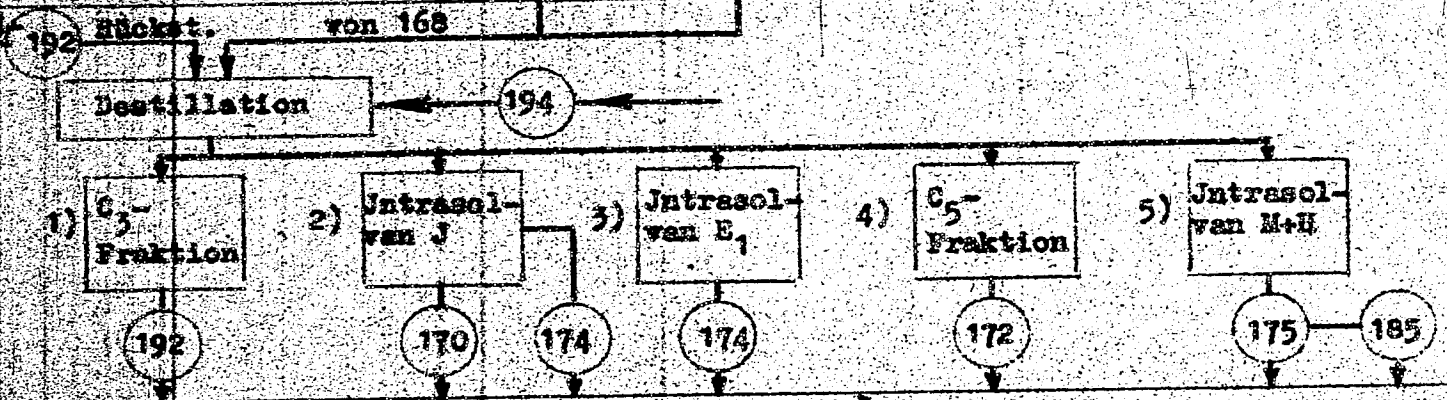 192 Rückst. von 168
Destillation 194
1) C3-
Fraktion
2) Jntrasol-
van J
3) Jntrasol-
van E1
4) C5-
Fraktion
5) Jntrasol-
van M+H
192 170 174 174 172 175 185